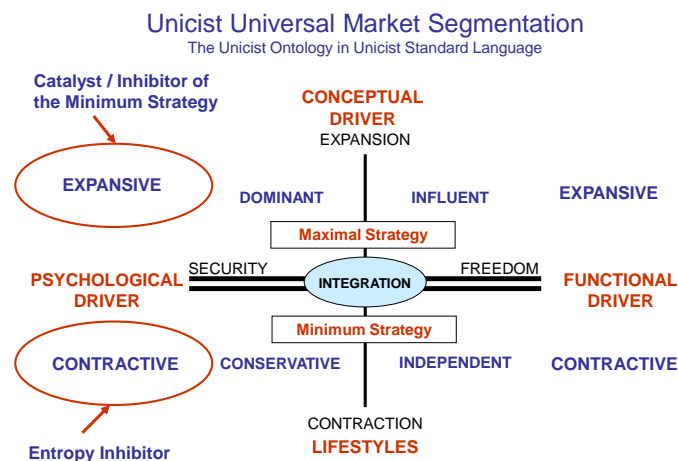 Unicist Universal Market Segmentation
The Unicist Ontology in Unicist Standard Language
Catalyst / Inhibitor of
the Minimum Strategy
CONCEPTUAL
DRIVER
EXPANSION
EXPANSIVE
DOMINANT
INFLUENT
EXPANSIVE
Maximal Strategy
SECURITY
FREEDOM
PSYCHOLOGICAL
DRIVER
INTEGRATION
FUNCTIONAL
DRIVER
Minimum Strategy
CONTRACTIVE
CONSERVATIVE
INDEPENDENT
CONTRACTIVE
CONTRACTION
LIFESTYLES
Entropy Inhibitor